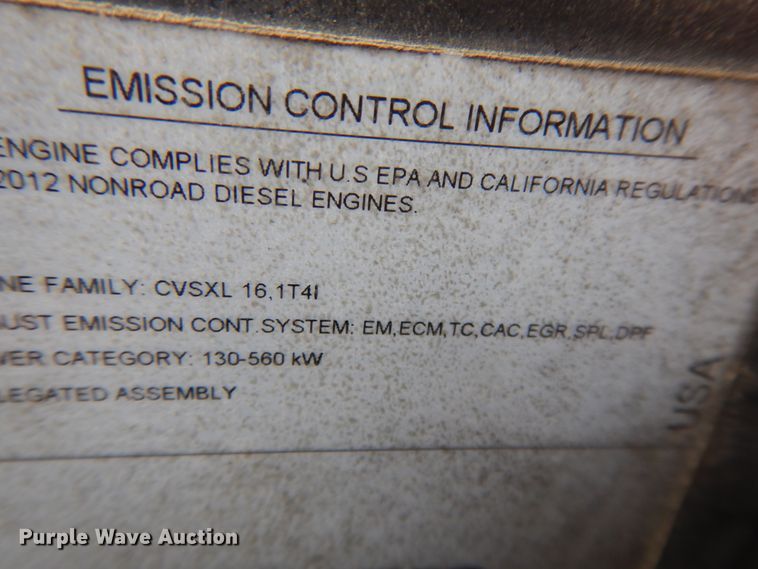 EMISSION CONTROL INFORMATION
ENGINE COMPLIES WITH U.S EPA AND CALIFORNIA REGULATIONS
2012 NONROAD DIESEL ENGINES.
NE FAMILY: CVSXL 16,1T4I
UST EMISSION CONT.SYSTEM: EM,ECM,TC,CAC,EGR,SPL,DPF
WER CATEGORY: 130-560 kW
LEGATED ASSEMBLY
USA
Purple Wave Auction